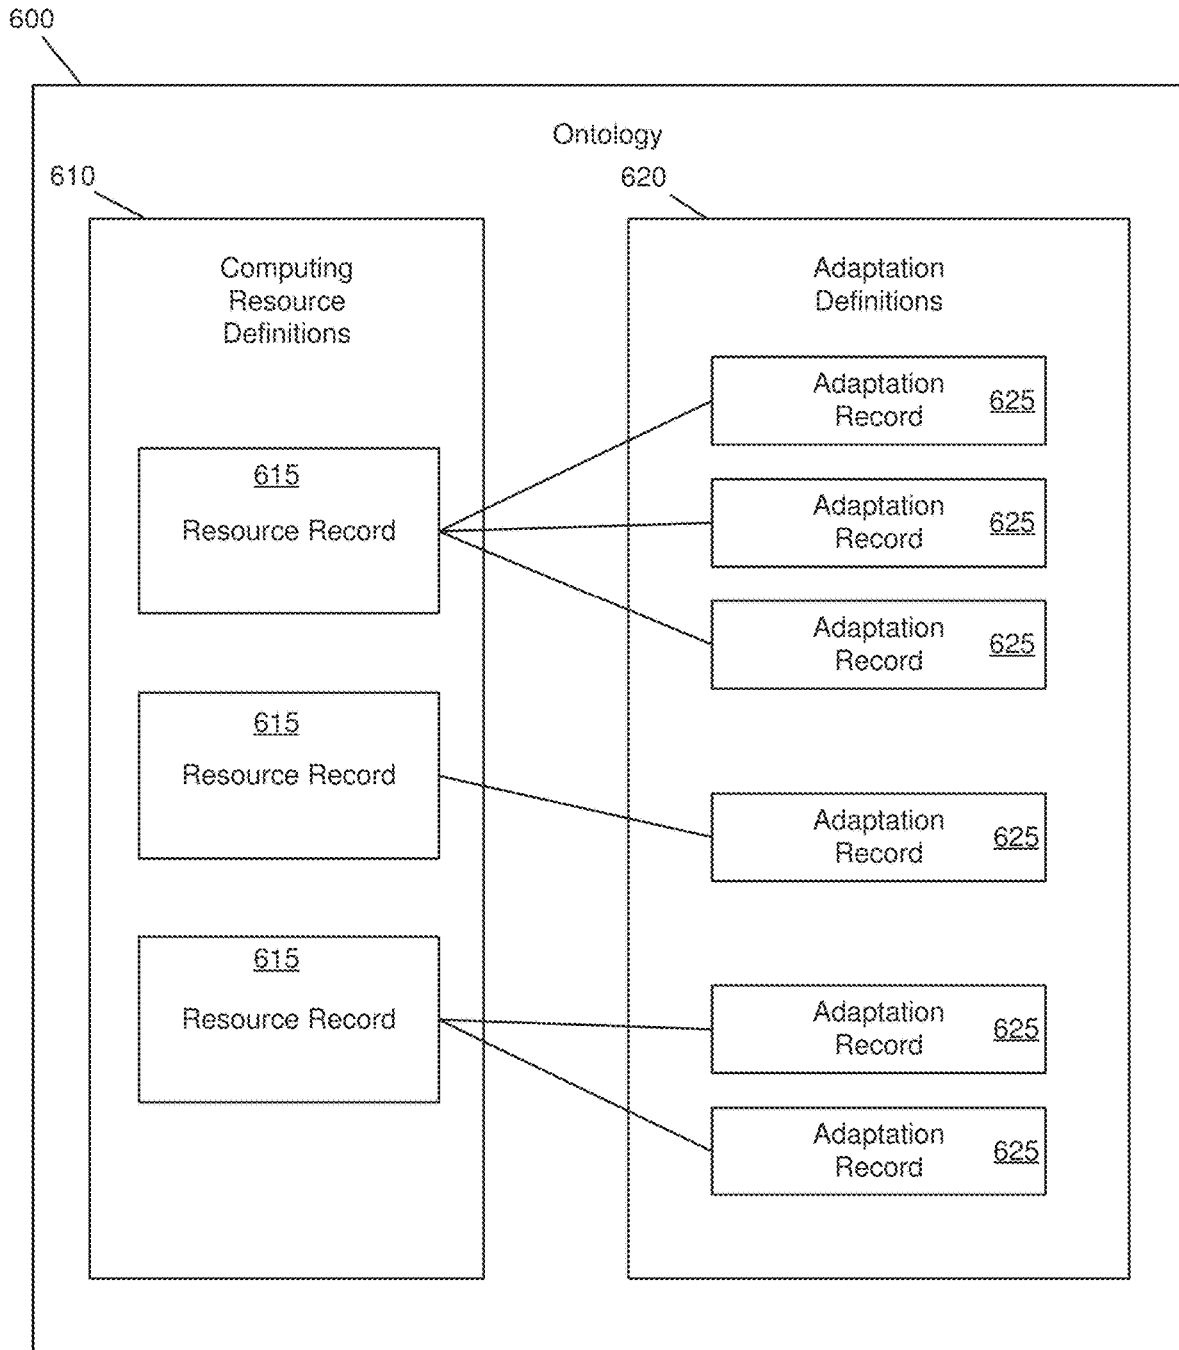 600
Ontology
610
620
Computing
Resource
Definitions
615
Resource Record
615
Resource Record
615
Resource Record
Adaptation
Definitions
Adaptation
Record
625
Adaptation
Record
625
Adaptation
Record
625
Adaptation
Record
625
Adaptation
Record
625
Adaptation
Record
625